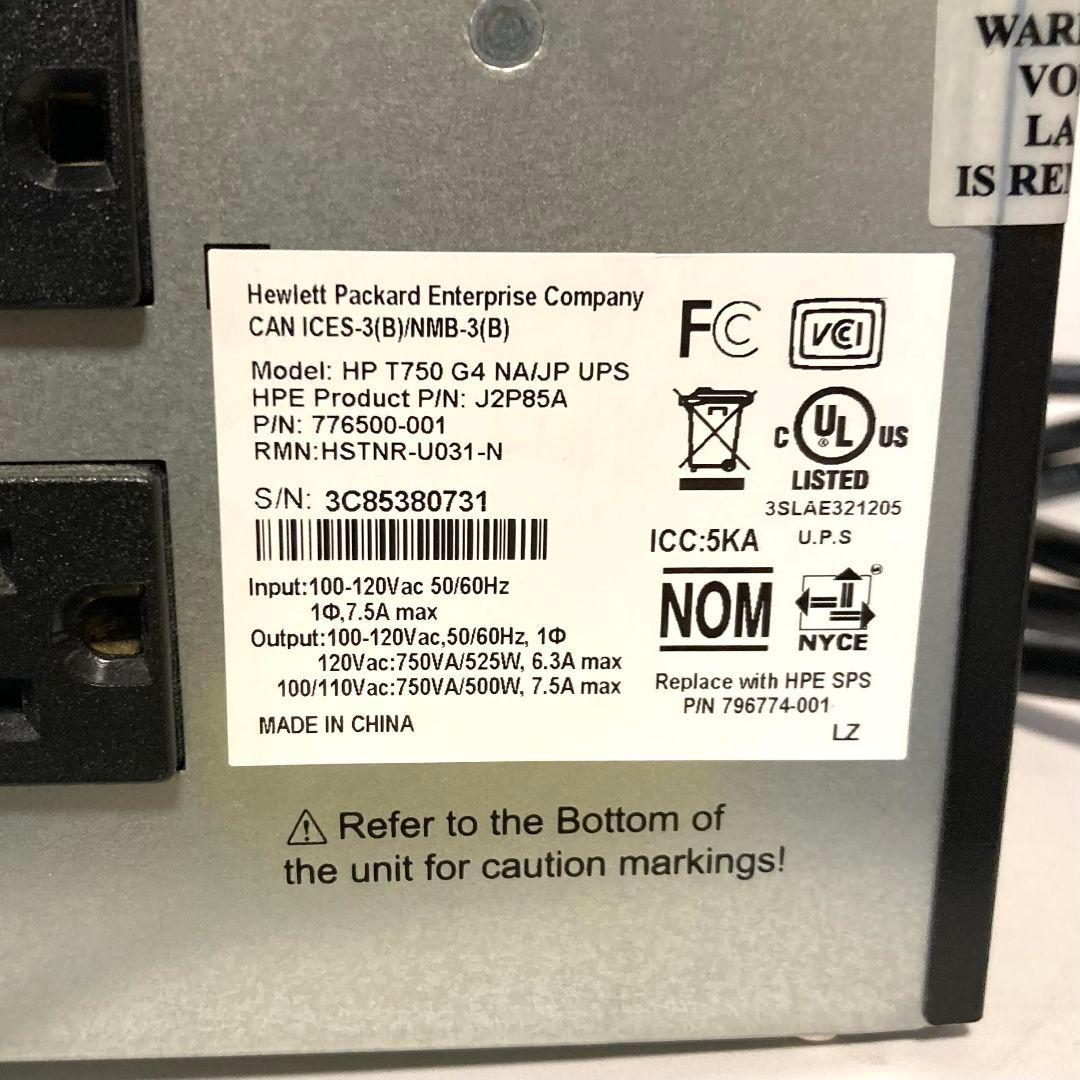 VO
LA
IS
Hewlett Packard Enterprise Company
CAN ICES-3(B)/NMB-3(B)
FC
VCI
Model: HP T750 G4 NA/JP UPS
HPE Product P/N: J2P85A
P/N: 776500-001
RMN:HSTNR-U031-N
C UL ® US
LISTED
3SLAE321205
U.P.S
S/N: 3C85380731
ICC:5KA
Input:100-120Vac 50/60Hz
1Φ,7.5A max
Output:100-120Vac,50/60Hz, 1Φ
120Vac:750VA/525W, 6.3A max
100/110Vac:750VA/500W, 7.5A max
MADE IN CHINA
NOM
NYCE
Replace with HPE SPS
P/N 796774-001
LZ
Refer to the Bottom of
the unit for caution markings!